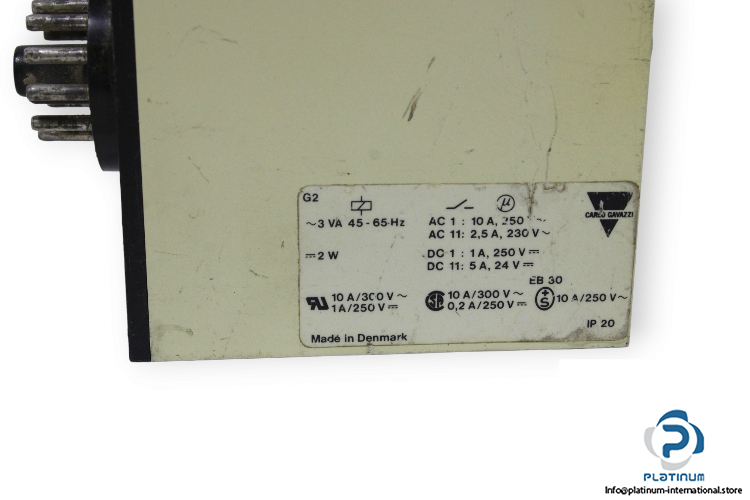 G2
µ
~3 VA 45-65 Hz
AC 1 : 10 A, 250 V~
AC 11: 2,5 A, 230 V~
CARLO GAVAZZI
⎓2 W
DC 1 : 1A, 250 V⎓
DC 11: 5 A, 24 V⎓
EB 30
10 A/300 V~
1A/250 V⎓
10 A/300 V~
0,2 A/250 V⎓
+S
10 A/250 V~
IP 20
Made in Denmark
PLATINUM
Info@platinum-international.store